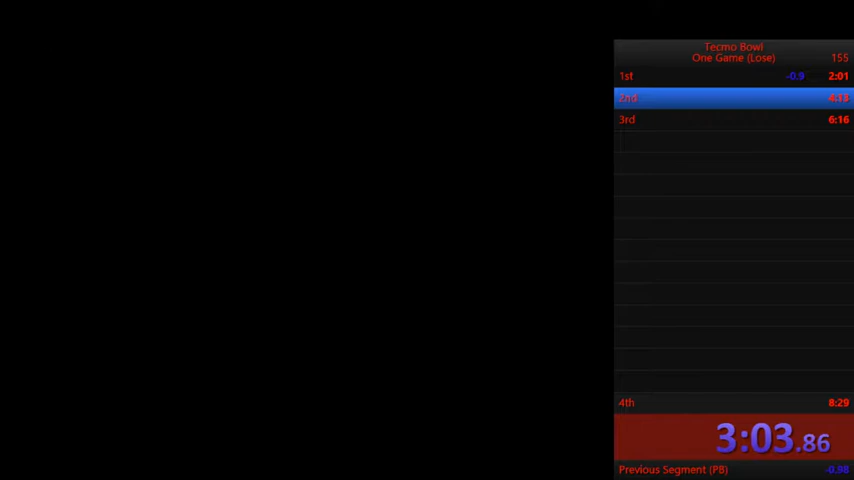 Tecmo Bowl
One Game (Lose) 155
1st -0.9 2:01
2nd 4:13
3rd 6:16
4th 8:29
3:03.86
Previous Segment (PB) -0.98